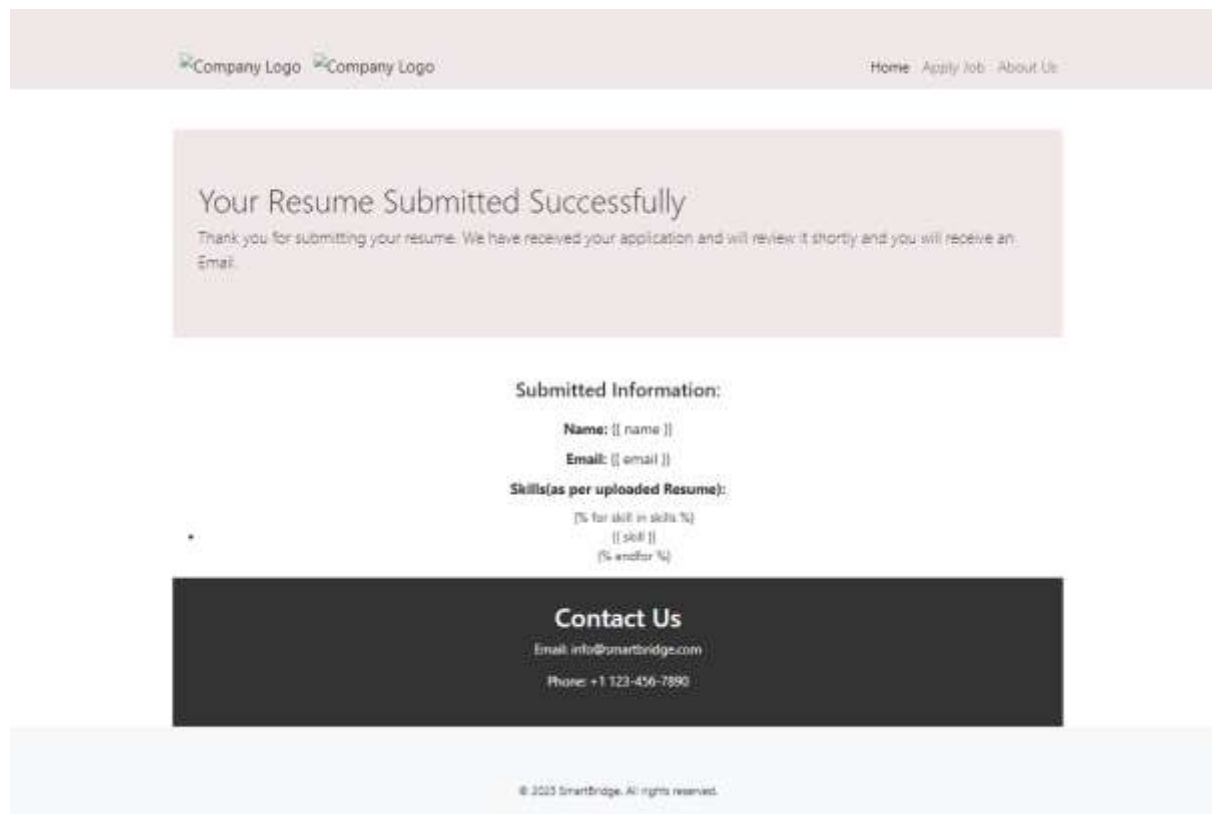 Company Logo Company Logo Home Apply Job About Us
Your Resume Submitted Successfully
Thank you for submitting your resume. We have received your application and will review it shortly and you will receive an
Email.
Submitted Information:
Name: {{ name }}
Email: {{ email }}
Skills(as per uploaded Resume):
{% for skill in skills %}
• {{ skill }}
{% endfor %}
Contact Us
Email: info@smartbridge.com
Phone: +1 123-456-7890
© 2023 SmartBridge. All rights reserved.